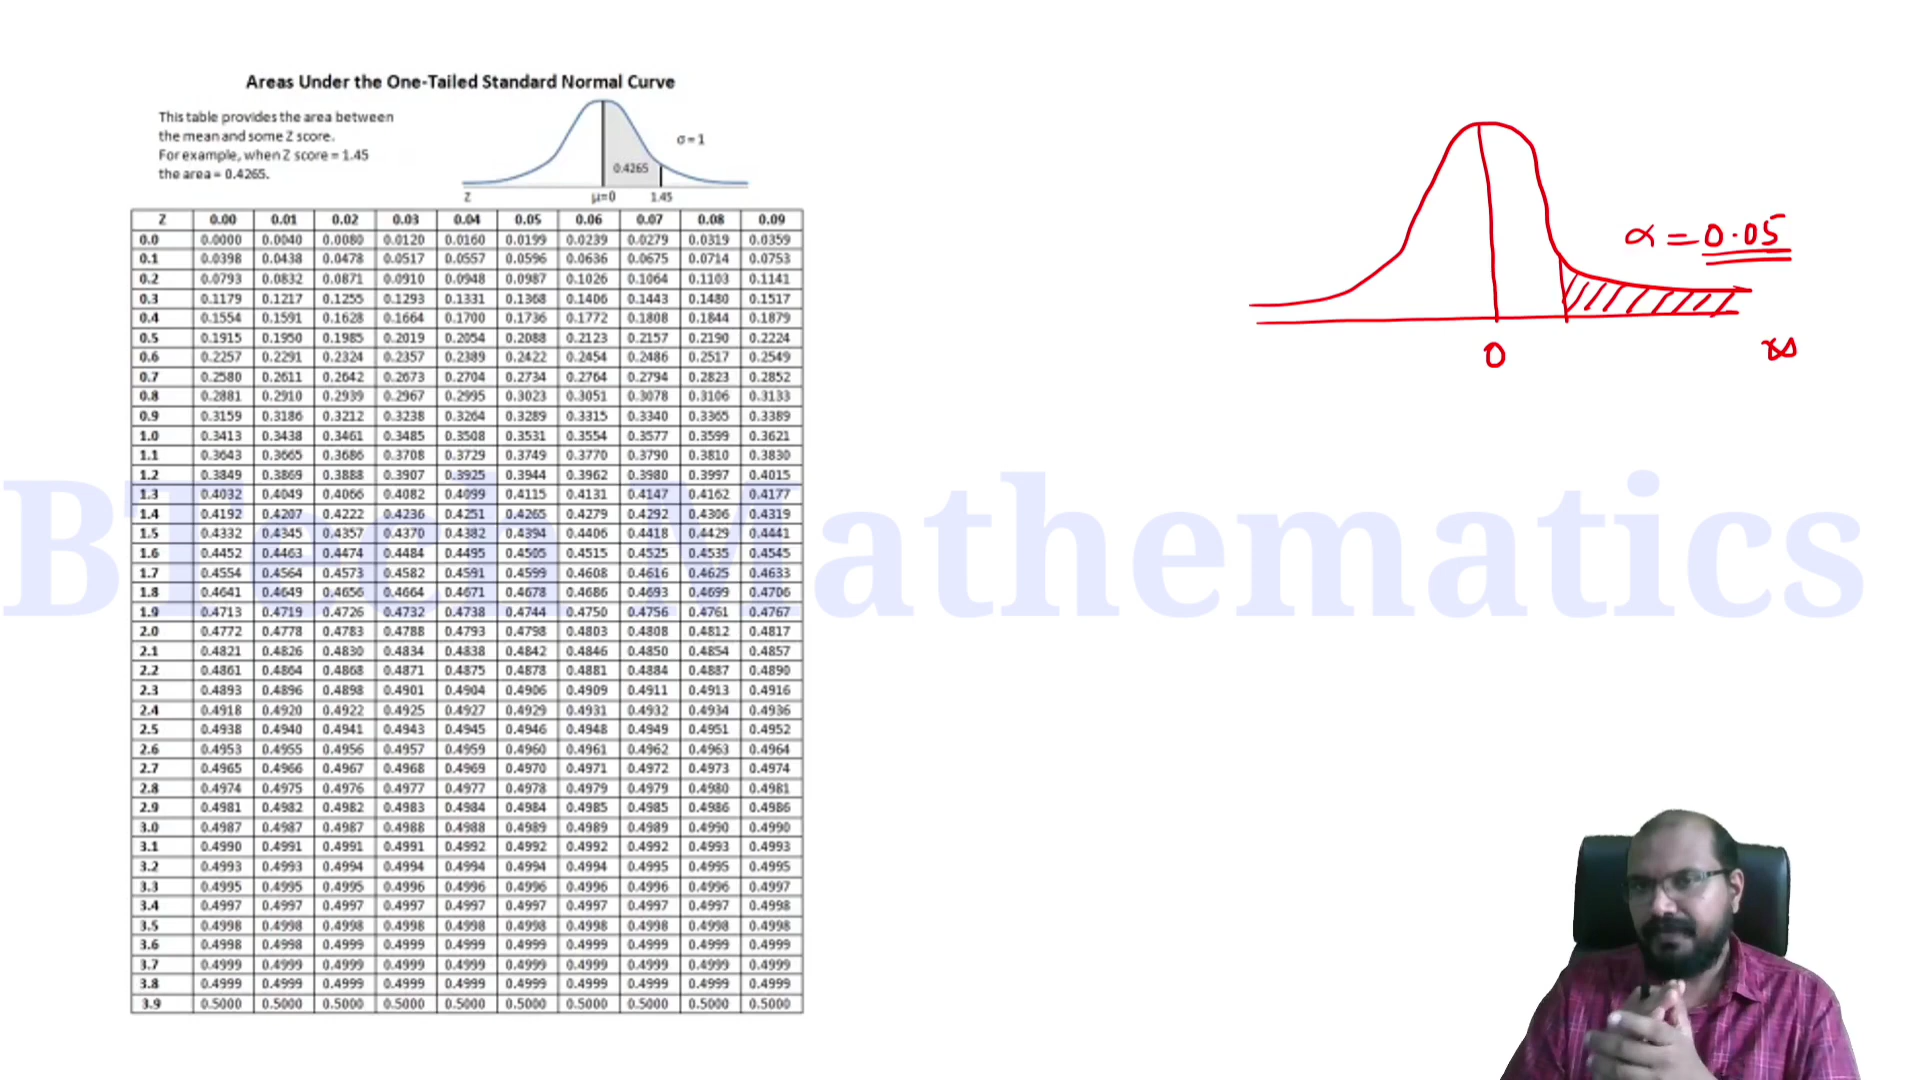 Areas Under the One-Tailed Standard Normal Curve
This table provides the area between
the mean and some Z score.
For example, when Z score = 1.45
the area = 0.4265.
σ=1
0.4265
Z
μ=0
1.45
Z 0.00 0.01 0.02 0.03 0.04 0.05 0.06 0.07 0.08 0.09
0.0 0.0000 0.0040 0.0080 0.0120 0.0160 0.0199 0.0239 0.0279 0.0319 0.0359
0.1 0.0398 0.0438 0.0478 0.0517 0.0557 0.0596 0.0636 0.0675 0.0714 0.0753
0.2 0.0793 0.0832 0.0871 0.0910 0.0948 0.0987 0.1026 0.1064 0.1103 0.1141
0.3 0.1179 0.1217 0.1255 0.1293 0.1331 0.1368 0.1406 0.1443 0.1480 0.1517
0.4 0.1554 0.1591 0.1628 0.1664 0.1700 0.1736 0.1772 0.1808 0.1844 0.1879
0.5 0.1915 0.1950 0.1985 0.2019 0.2054 0.2088 0.2123 0.2157 0.2190 0.2224
0.6 0.2257 0.2291 0.2324 0.2357 0.2389 0.2422 0.2454 0.2486 0.2517 0.2549
0.7 0.2580 0.2611 0.2642 0.2673 0.2704 0.2734 0.2764 0.2794 0.2823 0.2852
0.8 0.2881 0.2910 0.2939 0.2967 0.2995 0.3023 0.3051 0.3078 0.3106 0.3133
0.9 0.3159 0.3186 0.3212 0.3238 0.3264 0.3289 0.3315 0.3340 0.3365 0.3389
1.0 0.3413 0.3438 0.3461 0.3485 0.3508 0.3531 0.3554 0.3577 0.3599 0.3621
1.1 0.3643 0.3665 0.3686 0.3708 0.3729 0.3749 0.3770 0.3790 0.3810 0.3830
1.2 0.3849 0.3869 0.3888 0.3907 0.3925 0.3944 0.3962 0.3980 0.3997 0.4015
1.3 0.4032 0.4049 0.4066 0.4082 0.4099 0.4115 0.4131 0.4147 0.4162 0.4177
1.4 0.4192 0.4207 0.4222 0.4236 0.4251 0.4265 0.4279 0.4292 0.4306 0.4319
1.5 0.4332 0.4345 0.4357 0.4370 0.4382 0.4394 0.4406 0.4418 0.4429 0.4441
1.6 0.4452 0.4463 0.4474 0.4484 0.4495 0.4505 0.4515 0.4525 0.4535 0.4545
1.7 0.4554 0.4564 0.4573 0.4582 0.4591 0.4599 0.4608 0.4616 0.4625 0.4633
1.8 0.4641 0.4649 0.4656 0.4664 0.4671 0.4678 0.4686 0.4693 0.4699 0.4706
1.9 0.4713 0.4719 0.4726 0.4732 0.4738 0.4744 0.4750 0.4756 0.4761 0.4767
2.0 0.4772 0.4778 0.4783 0.4788 0.4793 0.4798 0.4803 0.4808 0.4812 0.4817
2.1 0.4821 0.4826 0.4830 0.4834 0.4838 0.4842 0.4846 0.4850 0.4854 0.4857
2.2 0.4861 0.4864 0.4868 0.4871 0.4875 0.4878 0.4881 0.4884 0.4887 0.4890
2.3 0.4893 0.4896 0.4898 0.4901 0.4904 0.4906 0.4909 0.4911 0.4913 0.4916
2.4 0.4918 0.4920 0.4922 0.4925 0.4927 0.4929 0.4931 0.4932 0.4934 0.4936
2.5 0.4938 0.4940 0.4941 0.4943 0.4945 0.4946 0.4948 0.4949 0.4951 0.4952
2.6 0.4953 0.4955 0.4956 0.4957 0.4959 0.4960 0.4961 0.4962 0.4963 0.4964
2.7 0.4965 0.4966 0.4967 0.4968 0.4969 0.4970 0.4971 0.4972 0.4973 0.4974
2.8 0.4974 0.4975 0.4976 0.4977 0.4977 0.4978 0.4979 0.4979 0.4980 0.4981
2.9 0.4981 0.4982 0.4982 0.4983 0.4984 0.4984 0.4985 0.4985 0.4986 0.4986
3.0 0.4987 0.4987 0.4987 0.4988 0.4988 0.4989 0.4989 0.4989 0.4990 0.4990
3.1 0.4990 0.4991 0.4991 0.4991 0.4992 0.4992 0.4992 0.4992 0.4993 0.4993
3.2 0.4993 0.4993 0.4994 0.4994 0.4994 0.4994 0.4994 0.4995 0.4995 0.4995
3.3 0.4995 0.4995 0.4995 0.4996 0.4996 0.4996 0.4996 0.4996 0.4996 0.4997
3.4 0.4997 0.4997 0.4997 0.4997 0.4997 0.4997 0.4997 0.4997 0.4997 0.4998
3.5 0.4998 0.4998 0.4998 0.4998 0.4998 0.4998 0.4998 0.4998 0.4998 0.4998
3.6 0.4998 0.4998 0.4999 0.4999 0.4999 0.4999 0.4999 0.4999 0.4999 0.4999
3.7 0.4999 0.4999 0.4999 0.4999 0.4999 0.4999 0.4999 0.4999 0.4999 0.4999
3.8 0.4999 0.4999 0.4999 0.4999 0.4999 0.4999 0.4999 0.4999 0.4999 0.4999
3.9 0.5000 0.5000 0.5000 0.5000 0.5000 0.5000 0.5000 0.5000 0.5000 0.5000
α = 0.05
0
∞
BTech Mathematics